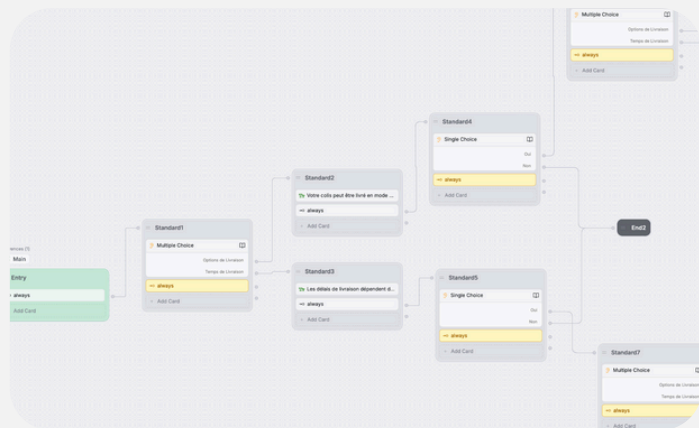 Multiple Choice
Options de Livraison
Temps de Livraison
always
Add Card
Standard4
Single Choice
Oui
Non
always
Add Card
Standard2
Votre colis peut être livré en mode ...
always
Add Card
Standard1
Multiple Choice
Options de Livraison
Temps de Livraison
always
Add Card
End2
(1)
Main
Entry
always
Add Card
Standard3
Les délais de livraison dépendent d...
always
Add Card
Standard5
Single Choice
Oui
Non
always
Add Card
Standard7
Multiple Choice
Options de Livraison
Temps de Livraison
always
Add Card